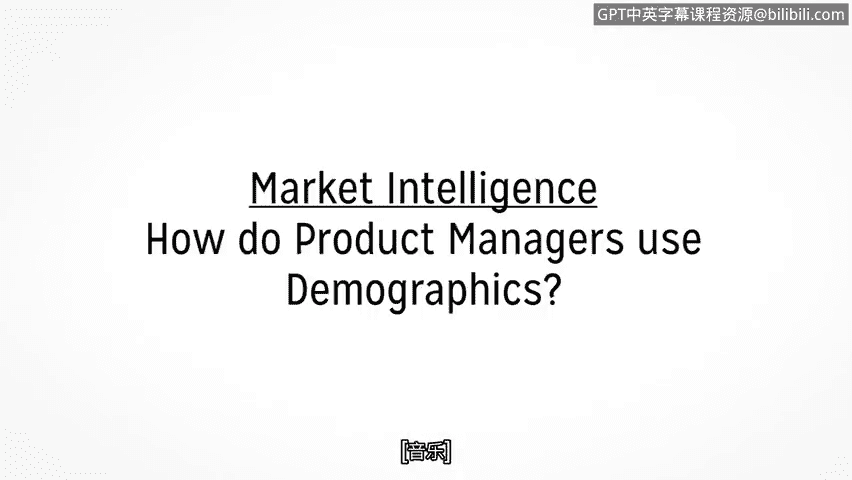 GPT中英字幕课程资源@bilibili.com
Market Intelligence
How do Product Managers use
Demographics?
[音乐]